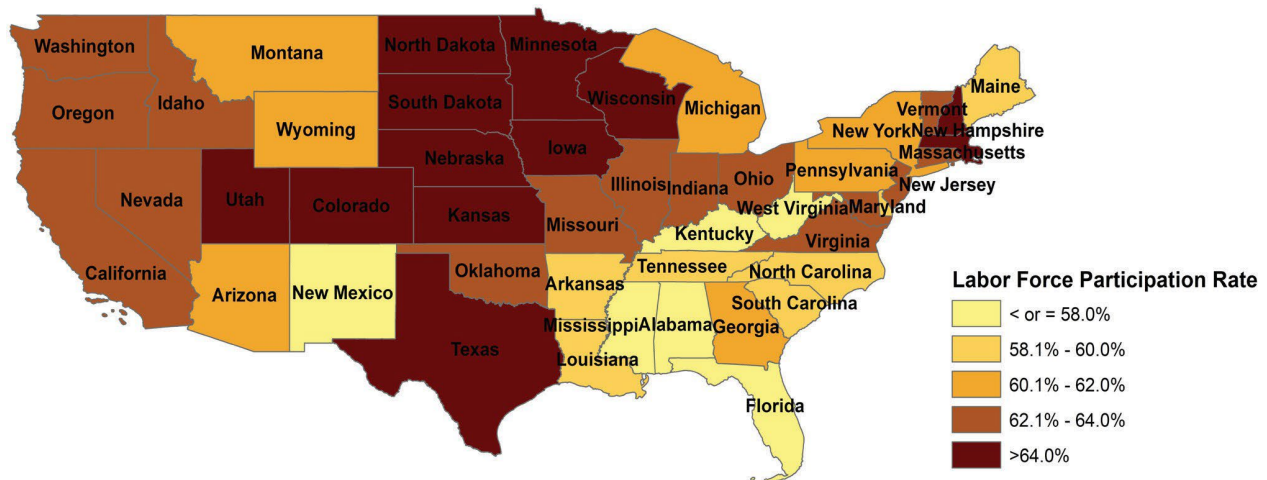 Washington
Montana
North Dakota
Minnesota
Maine
Oregon
Idaho
South Dakota
Wisconsin
Michigan
Vermont
Wyoming
New York
New Hampshire
Nebraska
Iowa
Massachusetts
Nevada
Utah
Colorado
Kansas
Illinois
Indiana
Ohio
Pennsylvania
New Jersey
Missouri
West Virginia
Maryland
Kentucky
Virginia
California
Arizona
New Mexico
Oklahoma
Arkansas
Tennessee
North Carolina
South Carolina
Texas
Mississippi
Alabama
Georgia
Louisiana
Florida
Labor Force Participation Rate
< or = 58.0%
58.1% - 60.0%
60.1% - 62.0%
62.1% - 64.0%
>64.0%